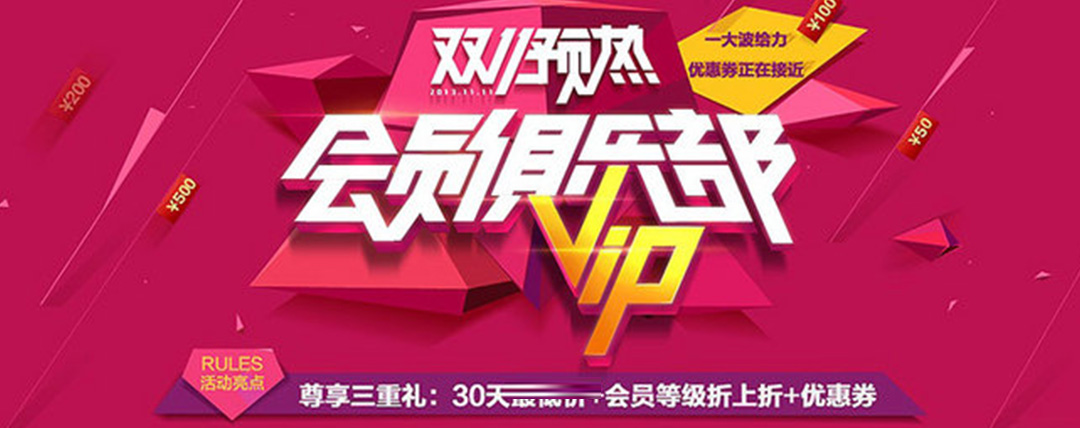 双11预热
2013.11.11
一大波给力
优惠券正在接近
¥100
¥200
¥50
¥500
会员俱乐部
Vip
RULES
活动亮点
尊享三重礼：30天 会员等级折上折+优惠券